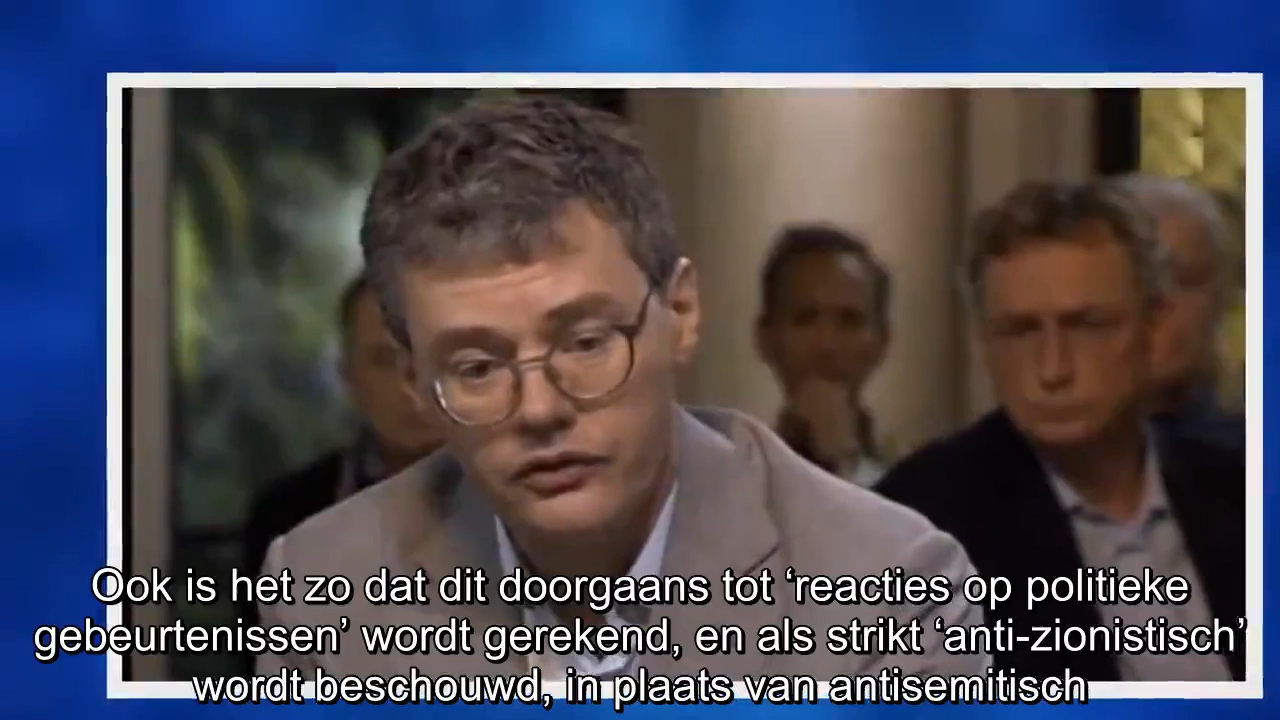 Ook is het zo dat dit doorgaans tot ‘reacties op politieke
gebeurtenissen’ wordt gerekend, en als strikt ‘anti-zionistisch’
wordt beschouwd, in plaats van antisemitisch